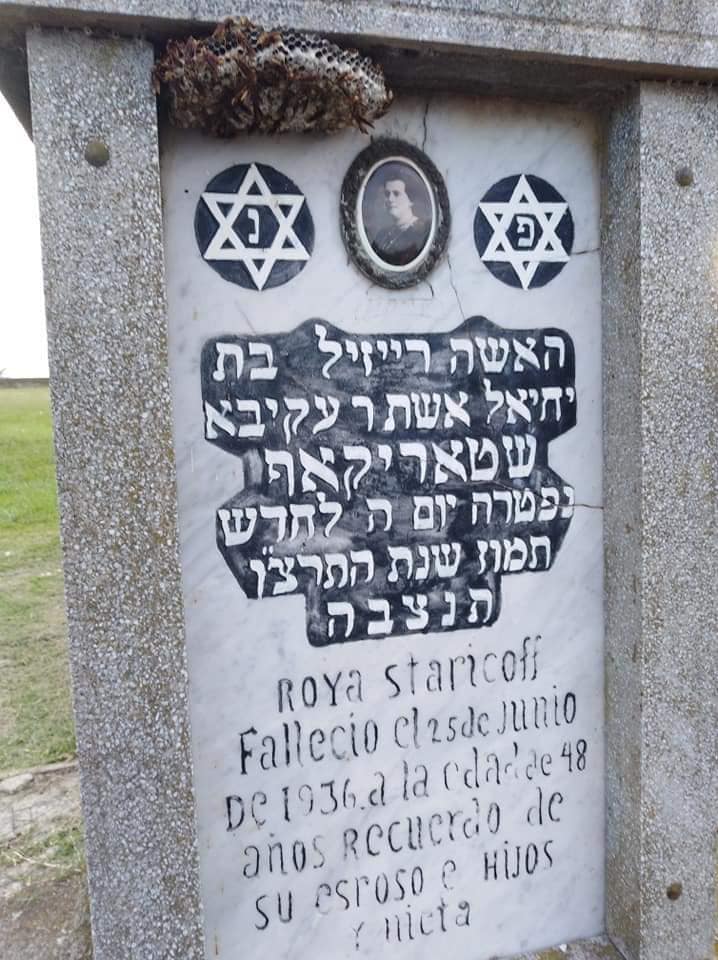 פ נ
האשה רייזיל בת
יחיאל אשת ר עקיבא
שטאריקאף
נפטרה יום ה לחדש
תמוז שנת התרצ״ו
תנצבה
ROYA Staricoff
Fallecio el 25 de Junio
DE 1936. a la edad de 48
años RECUERdo de
su esposo e HIJOS
Y nieta